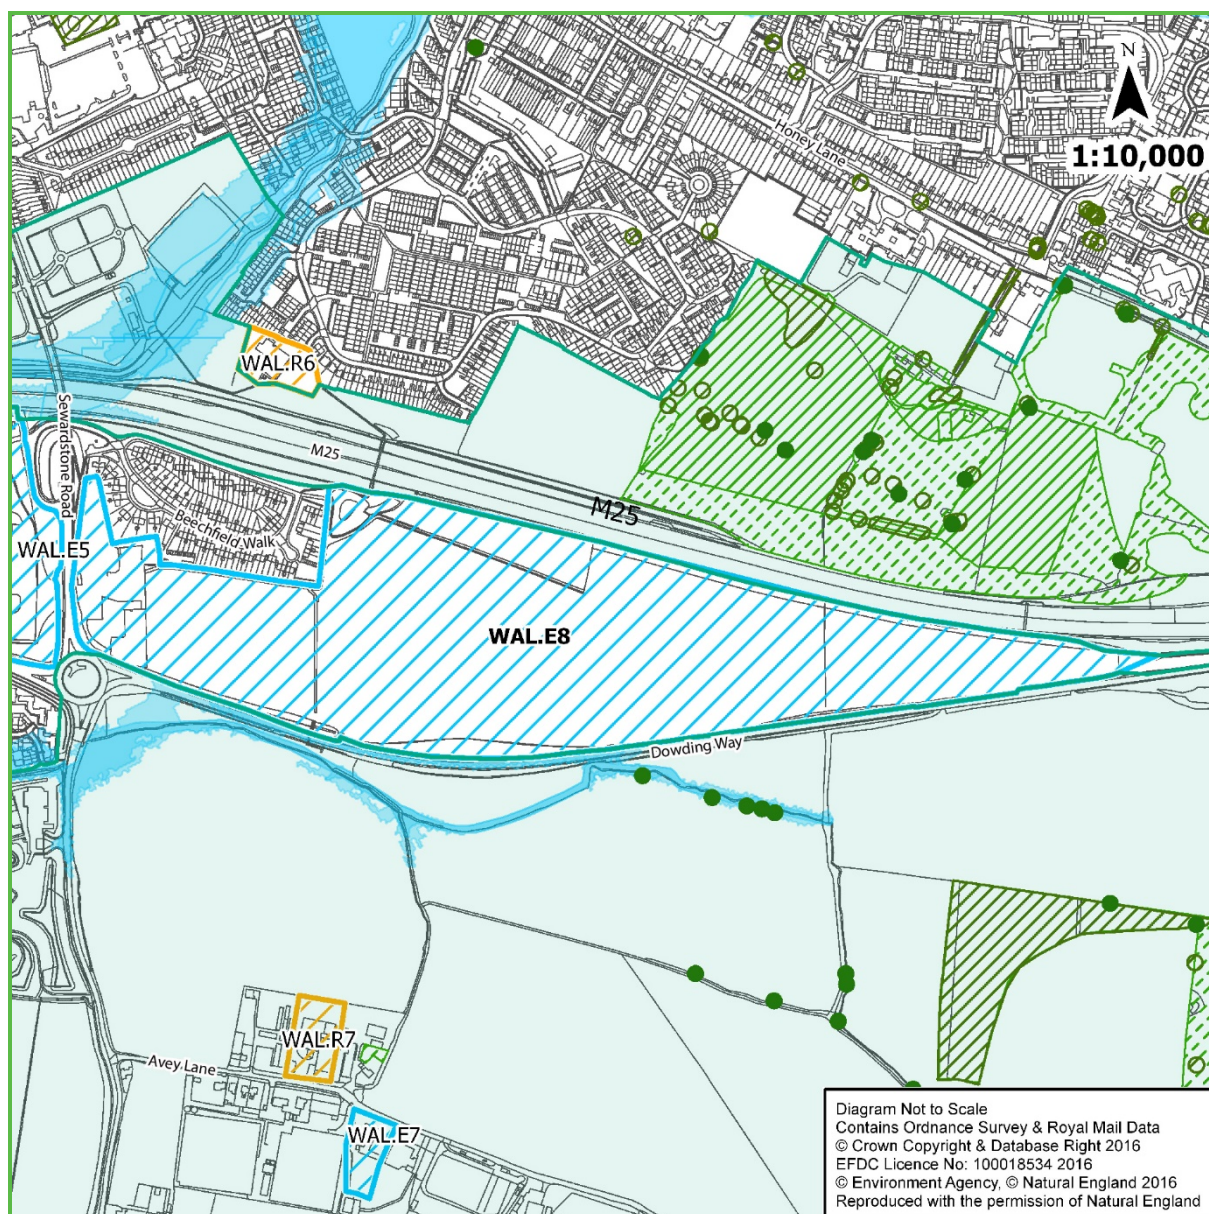 N
1:10,000
Honey Lane
WAL.R6
Sewardstone Road
M25
M25
Beechfield Walk
WAL.E5
WAL.E8
Dowding Way
WAL.R7
Avey Lane
WAL.E7
Diagram Not to Scale
Contains Ordnance Survey & Royal Mail Data
© Crown Copyright & Database Right 2016
EFDC Licence No: 100018534 2016
© Environment Agency, © Natural England 2016
Reproduced with the permission of Natural England